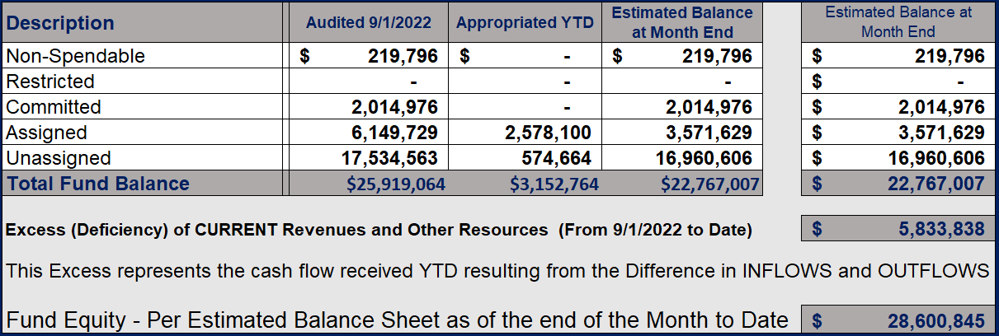 Description Audited 9/1/2022 Appropriated YTD Estimated Balance at Month End Estimated Balance at Month End
Non-Spendable $ 219,796 $ - $ 219,796 $ 219,796
Restricted - - - $ -
Committed 2,014,976 - 2,014,976 $ 2,014,976
Assigned 6,149,729 2,578,100 3,571,629 $ 3,571,629
Unassigned 17,534,563 574,664 16,960,606 $ 16,960,606
Total Fund Balance $25,919,064 $3,152,764 $22,767,007 $ 22,767,007
Excess (Deficiency) of CURRENT Revenues and Other Resources (From 9/1/2022 to Date) $ 5,833,838
This Excess represents the cash flow received YTD resulting from the Difference in INFLOWS and OUTFLOWS
Fund Equity - Per Estimated Balance Sheet as of the end of the Month to Date $ 28,600,845